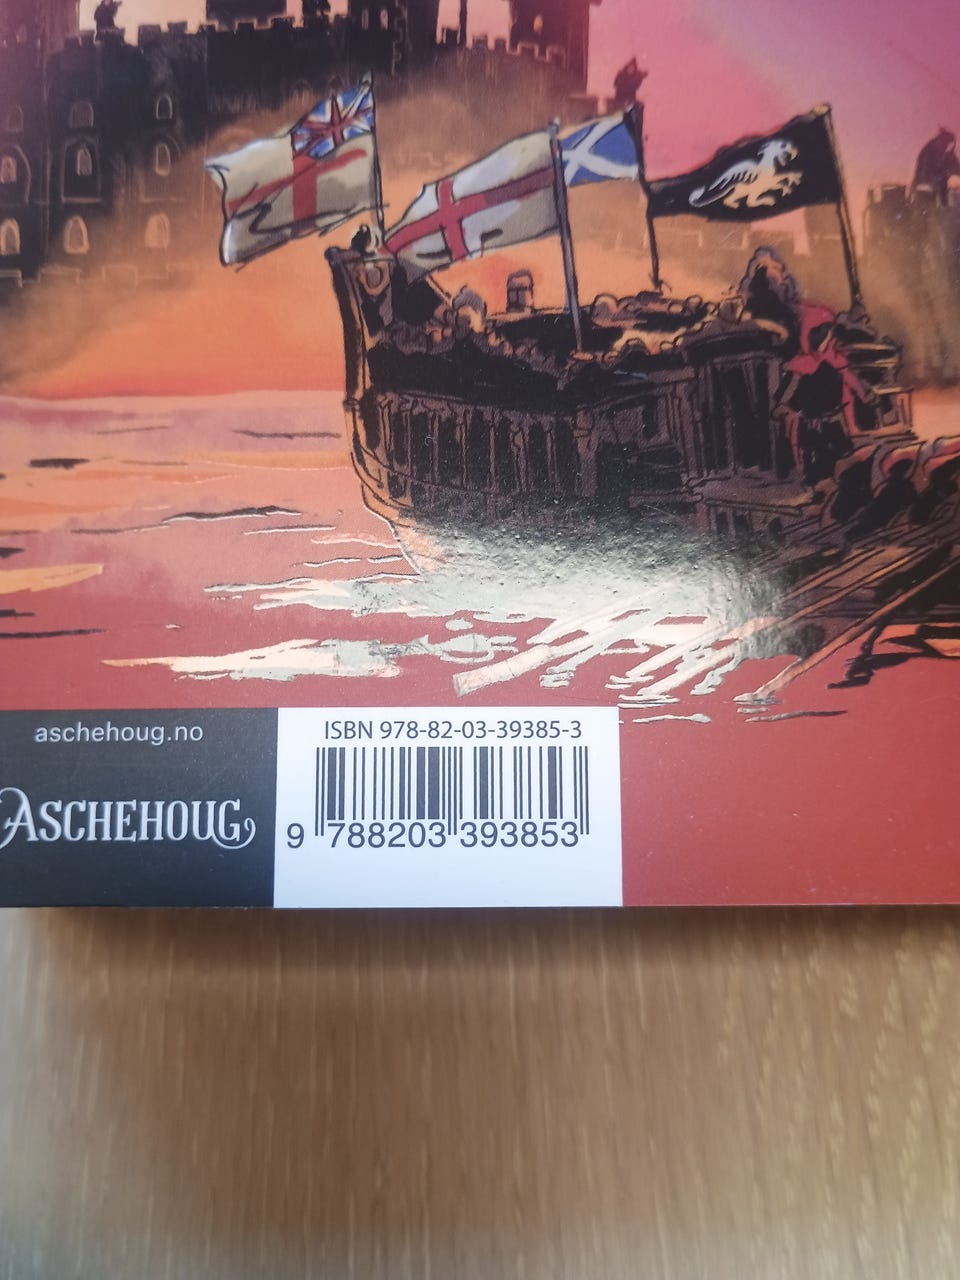 aschehoug.no
ASCHEHOUG
ISBN 978-82-03-39385-3
9 788203 393853